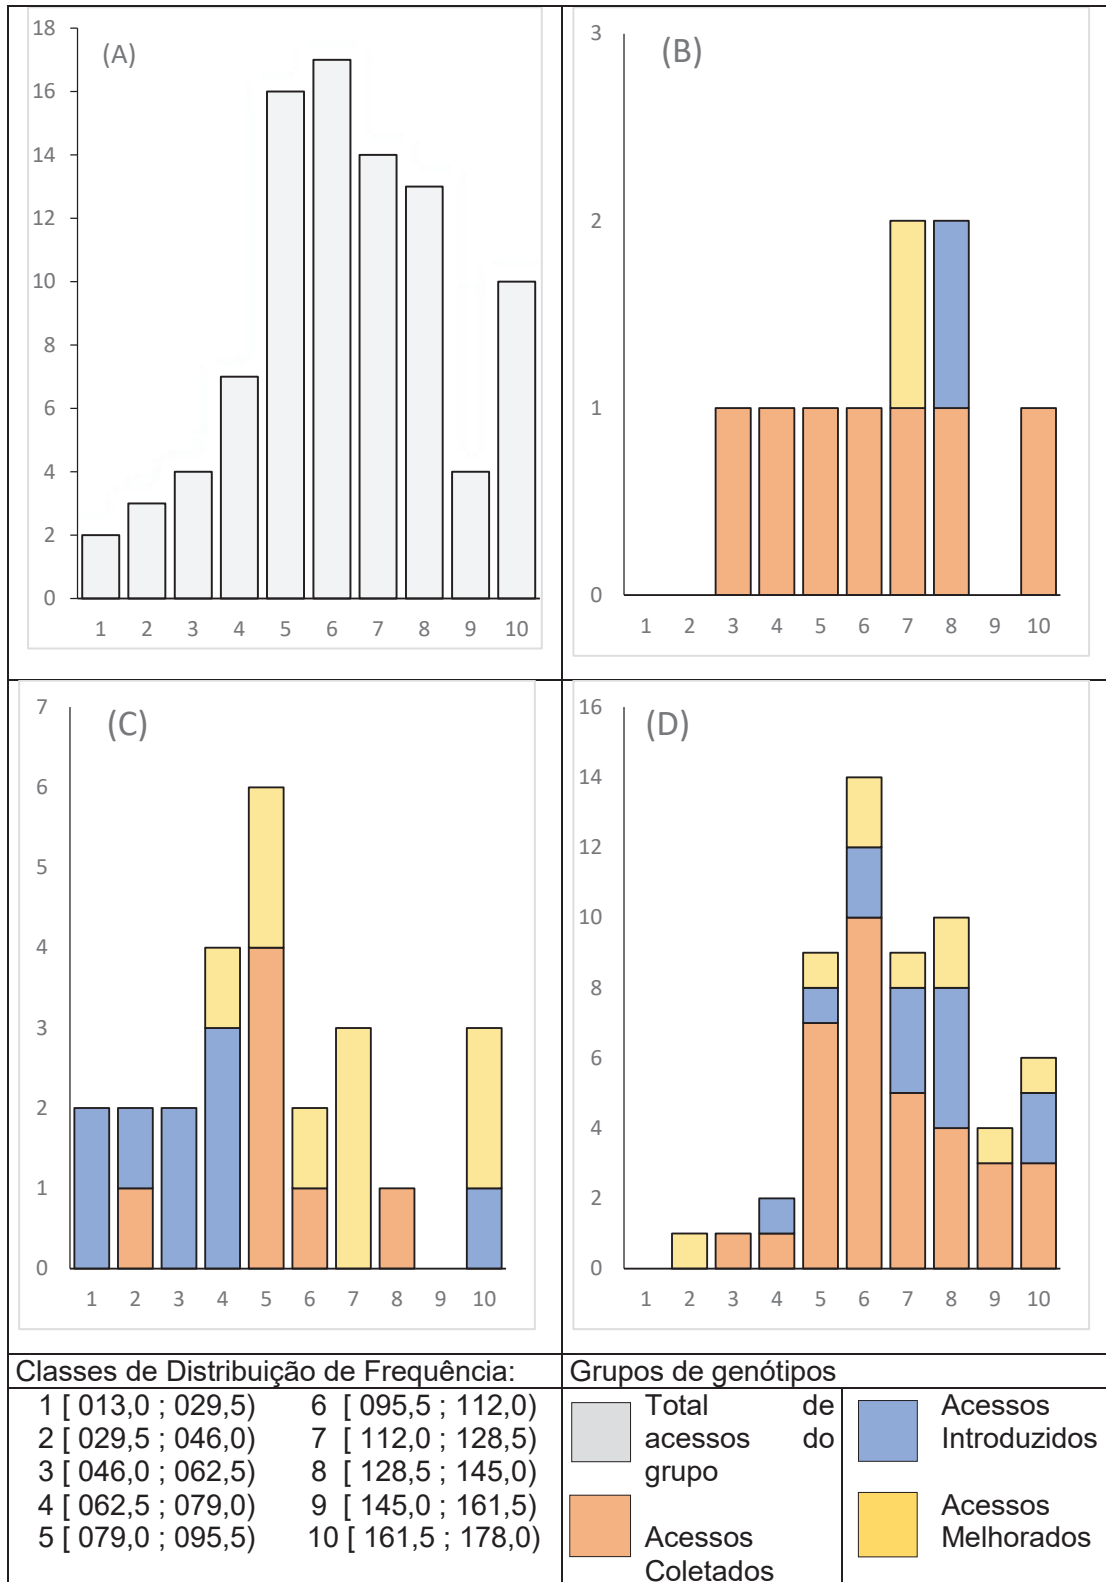 (A)
18
16
14
12
10
8
6
4
2
0
1 2 3 4 5 6 7 8 9 10
(B)
3
2
1
0
1 2 3 4 5 6 7 8 9 10
(C)
7
6
5
4
3
2
1
0
1 2 3 4 5 6 7 8 9 10
(D)
16
14
12
10
8
6
4
2
0
1 2 3 4 5 6 7 8 9 10
Classes de Distribuição de Frequência:
1 [ 013,0 ; 029,5) 6 [ 095,5 ; 112,0)
2 [ 029,5 ; 046,0) 7 [ 112,0 ; 128,5)
3 [ 046,0 ; 062,5) 8 [ 128,5 ; 145,0)
4 [ 062,5 ; 079,0) 9 [ 145,0 ; 161,5)
5 [ 079,0 ; 095,5) 10 [ 161,5 ; 178,0)
Grupos de genótipos
Total de
acessos do
grupo
Acessos
Coletados
Acessos
Introduzidos
Acessos
Melhorados